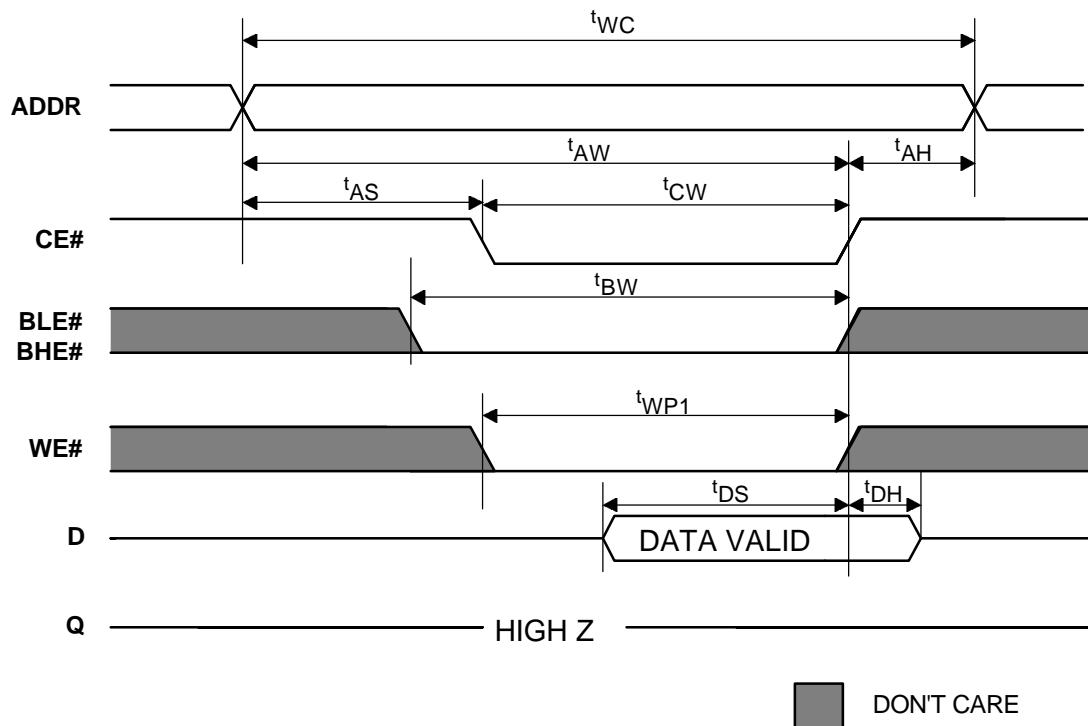 tWC
ADDR
tAW
tAH
tAS
tCW
CE#
tBW
BLE#
BHE#
tWP1
WE#
tDS
tDH
D
DATA VALID
Q
HIGH Z
DON'T CARE